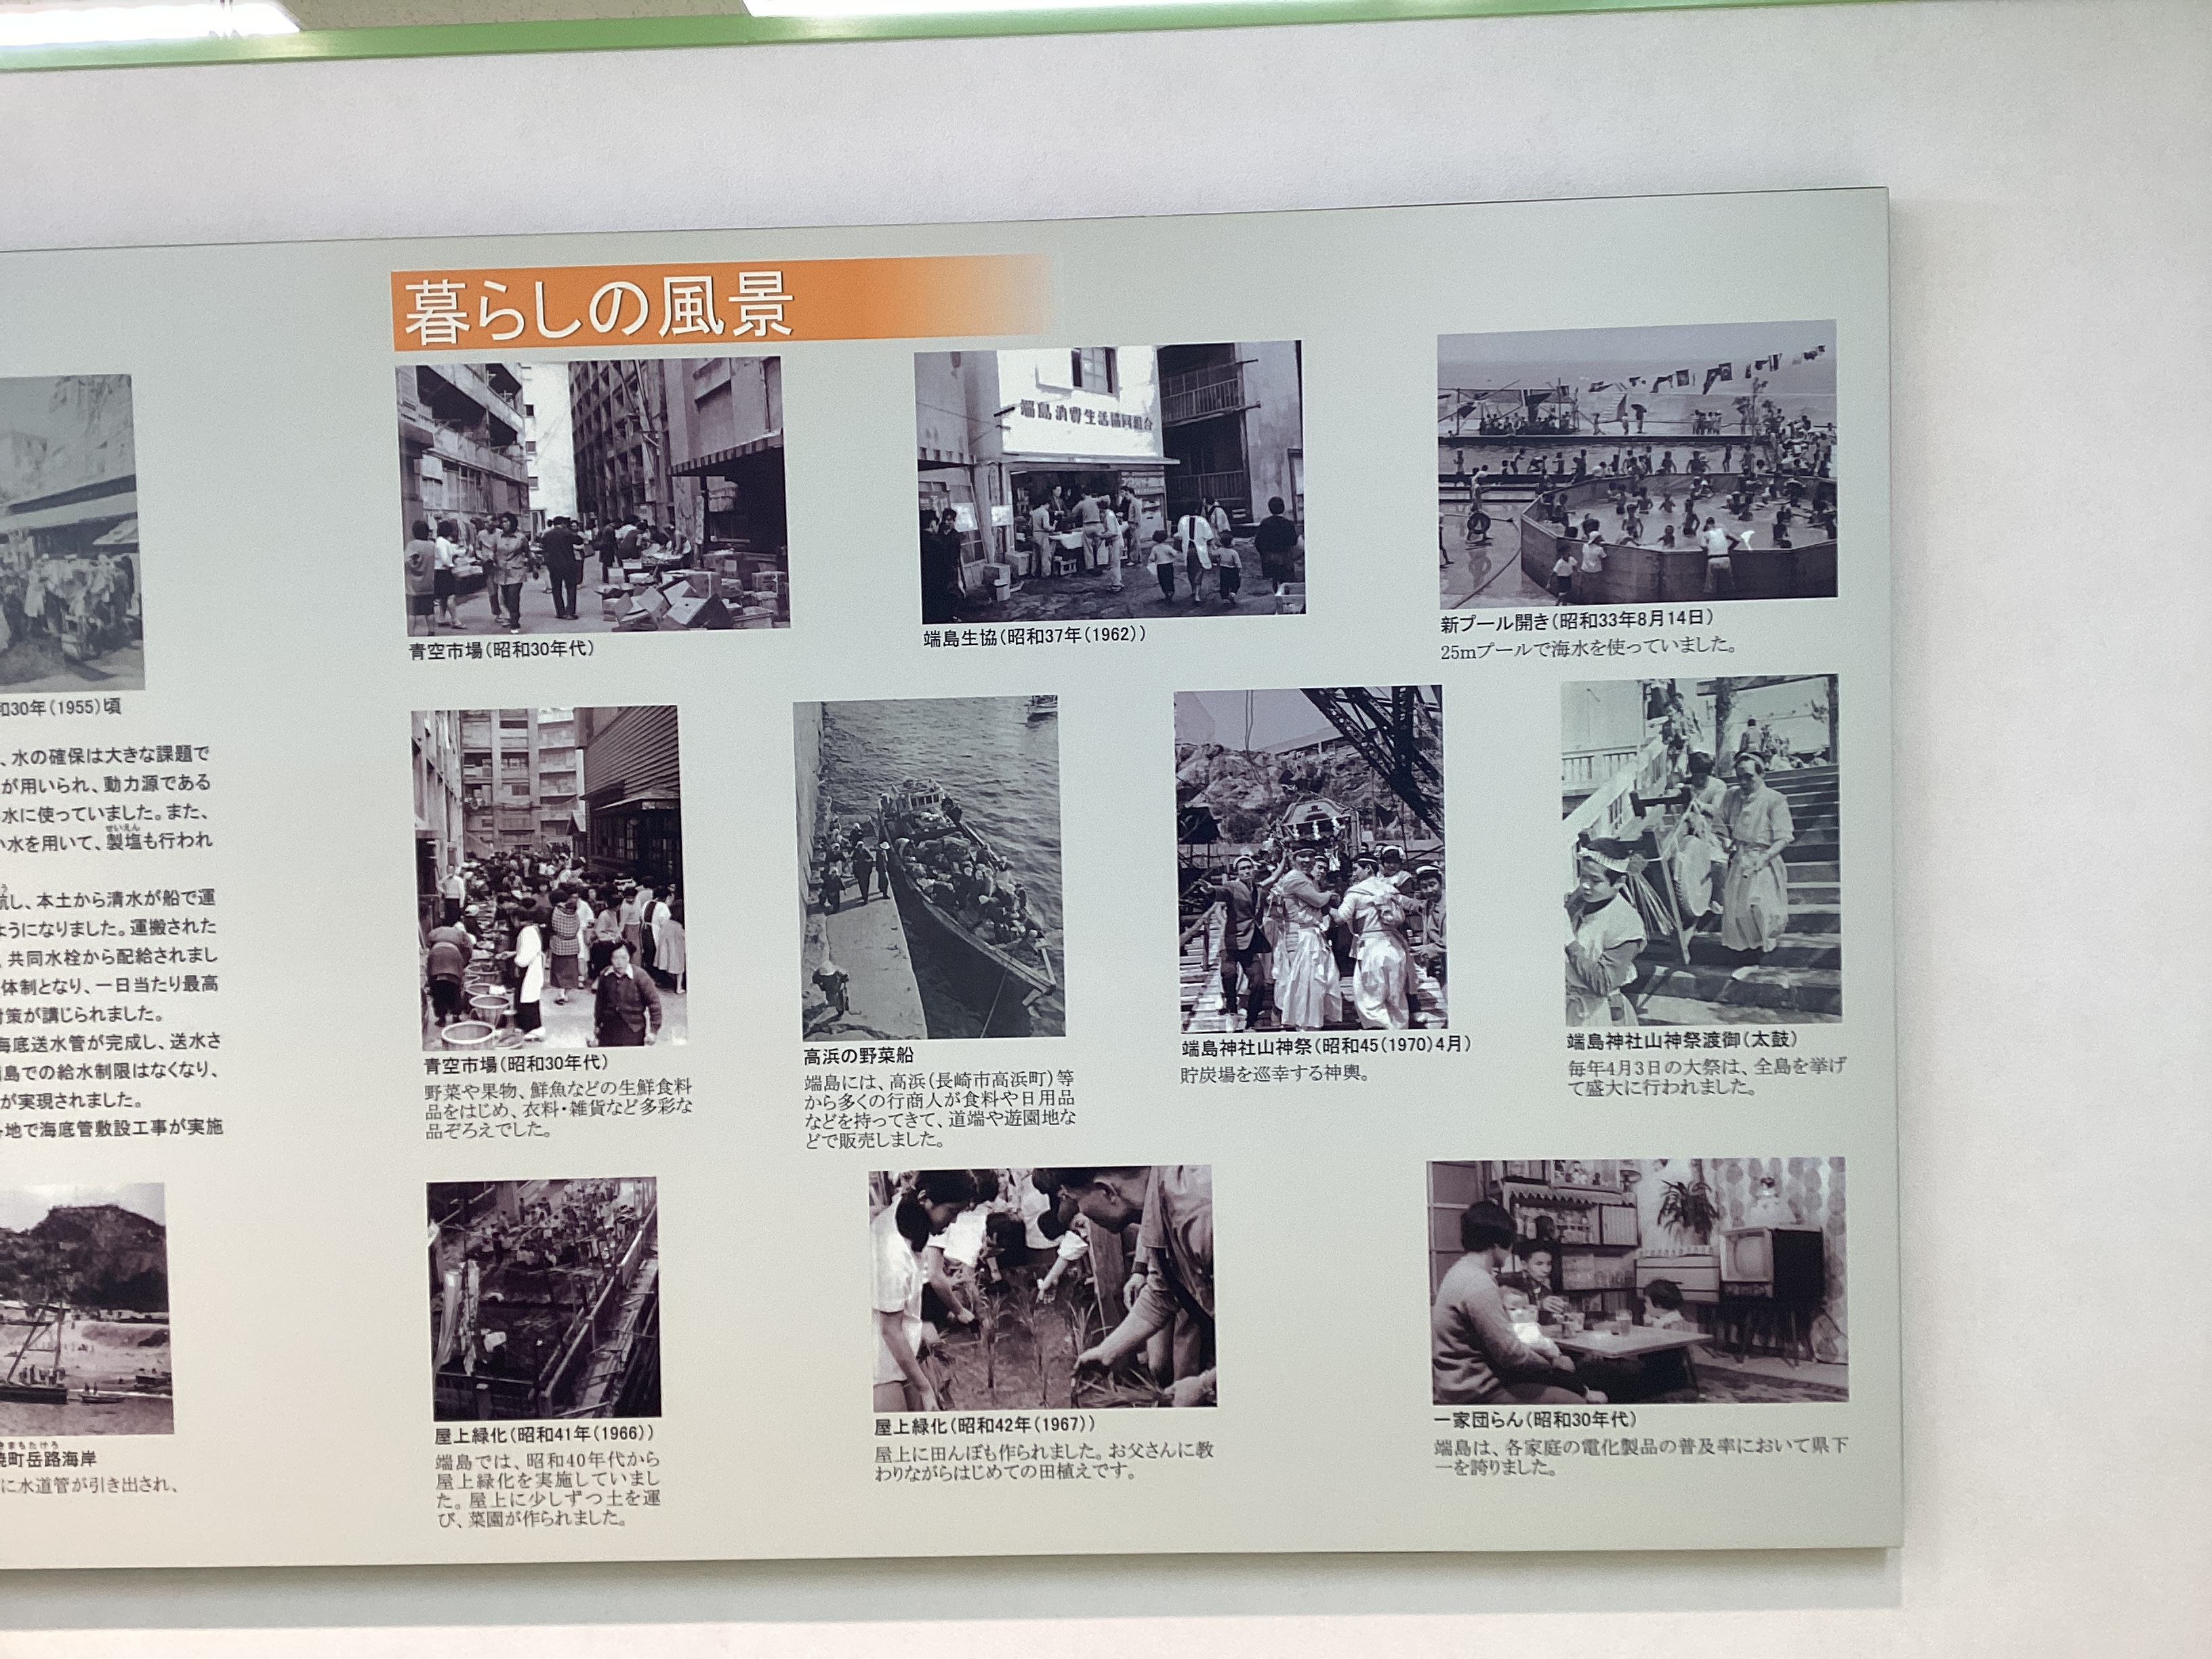 暮らしの風景
青空市場(昭和30年代)
端島消費生活協同組合
端島生協(昭和37年(1962))
新プール開き(昭和33年8月14日)
25mプールで海水を使っていました。
青空市場(昭和30年代)
野菜や果物、鮮魚などの生鮮食料
品をはじめ、衣料・雑貨など多彩な
品ぞろえでした。
高浜の野菜船
端島には、高浜(長崎市高浜町)等
から多くの行商人が食料や日用品
などを持ってきて、道端や遊園地な
どで販売しました。
端島神社山神祭(昭和45(1970)4月)
貯炭場を巡幸する神輿。
端島神社山神祭渡御(太鼓)
毎年4月3日の大祭は、全島を挙げ
て盛大に行われました。
屋上緑化(昭和41年(1966))
端島では、昭和40年代から
屋上緑化を実施していまし
た。屋上に少しずつ土を運
び、菜園が作られました。
屋上緑化(昭和42年(1967))
屋上に田んぼも作られました。お父さんに教
わりながらはじめての田植えです。
一家団らん(昭和30年代)
端島は、各家庭の電化製品の普及率において県下
一を誇りました。
和30年(1955)頃
、水の確保は大きな課題で
が用いられ、動力源である
水に使っていました。また、
せいえん
い水を用いて、製塩も行われ
航し、本土から清水が船で運
ようになりました。運搬された
、共同水栓から配給されまし
体制となり、一日当たり最高
対策が講じられました。
海底送水管が完成し、送水さ
島での給水制限はなくなり、
が実現されました。
各地で海底管敷設工事が実施
まちたけろ
町岳路海岸
に水道管が引き出され、